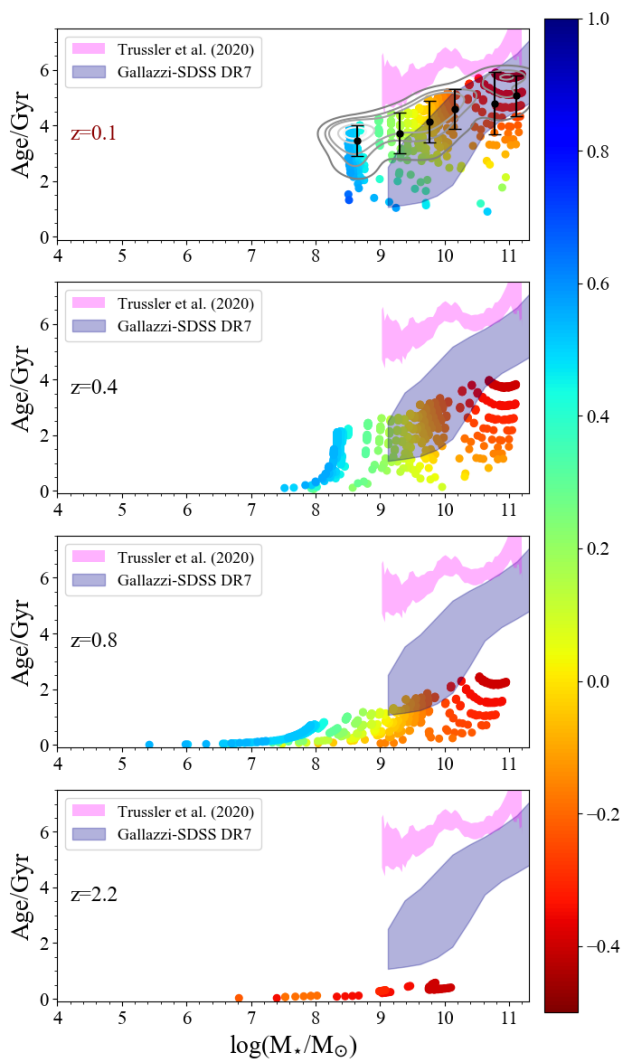 Trussler et al. (2020)
Gallazzi-SDSS DR7
z=0.1
Age/Gyr
0
2
4
6
4 5 6 7 8 9 10 11
Trussler et al. (2020)
Gallazzi-SDSS DR7
z=0.4
Age/Gyr
0
2
4
6
4 5 6 7 8 9 10 11
Trussler et al. (2020)
Gallazzi-SDSS DR7
z=0.8
Age/Gyr
0
2
4
6
4 5 6 7 8 9 10 11
Trussler et al. (2020)
Gallazzi-SDSS DR7
z=2.2
Age/Gyr
0
2
4
6
4 5 6 7 8 9 10 11
log(M⋆/M⊙)
1.0
0.8
0.6
0.4
0.2
0.0
−0.2
−0.4